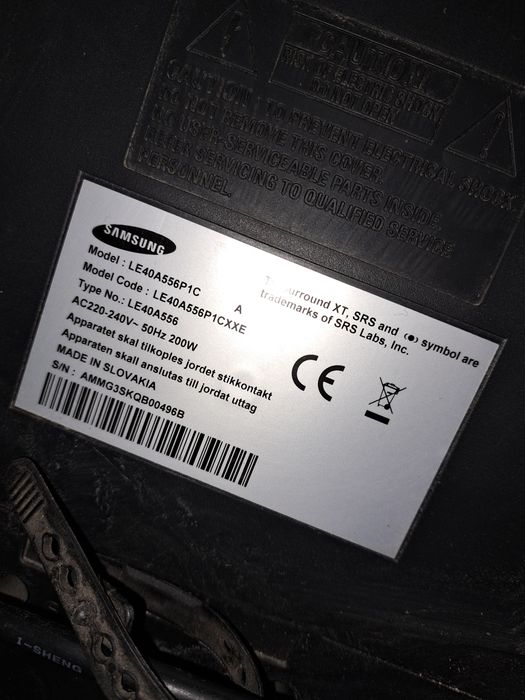 CAUTION
RISK OF ELECTRIC SHOCK
DO NOT OPEN
CAUTION : TO PREVENT ELECTRICAL SHOCK,
DO NOT REMOVE THIS COVER.
NO USER-SERVICEABLE PARTS INSIDE.
REFER SERVICING TO QUALIFIED SERVICE
PERSONNEL.
SAMSUNG
Model : LE40A556P1C
Model Code : LE40A556P1CXXE
A
Type No.: LE40A556
AC220-240V~ 50Hz 200W
Apparatet skal tilkoples jordet stikkontakt
Apparaten skall anslutas till jordat uttag
MADE IN SLOVAKIA
S/N : AMMG3SKQB00496B
surround XT, SRS and symbol are
trademarks of SRS Labs, Inc.
CE
I-SHENG